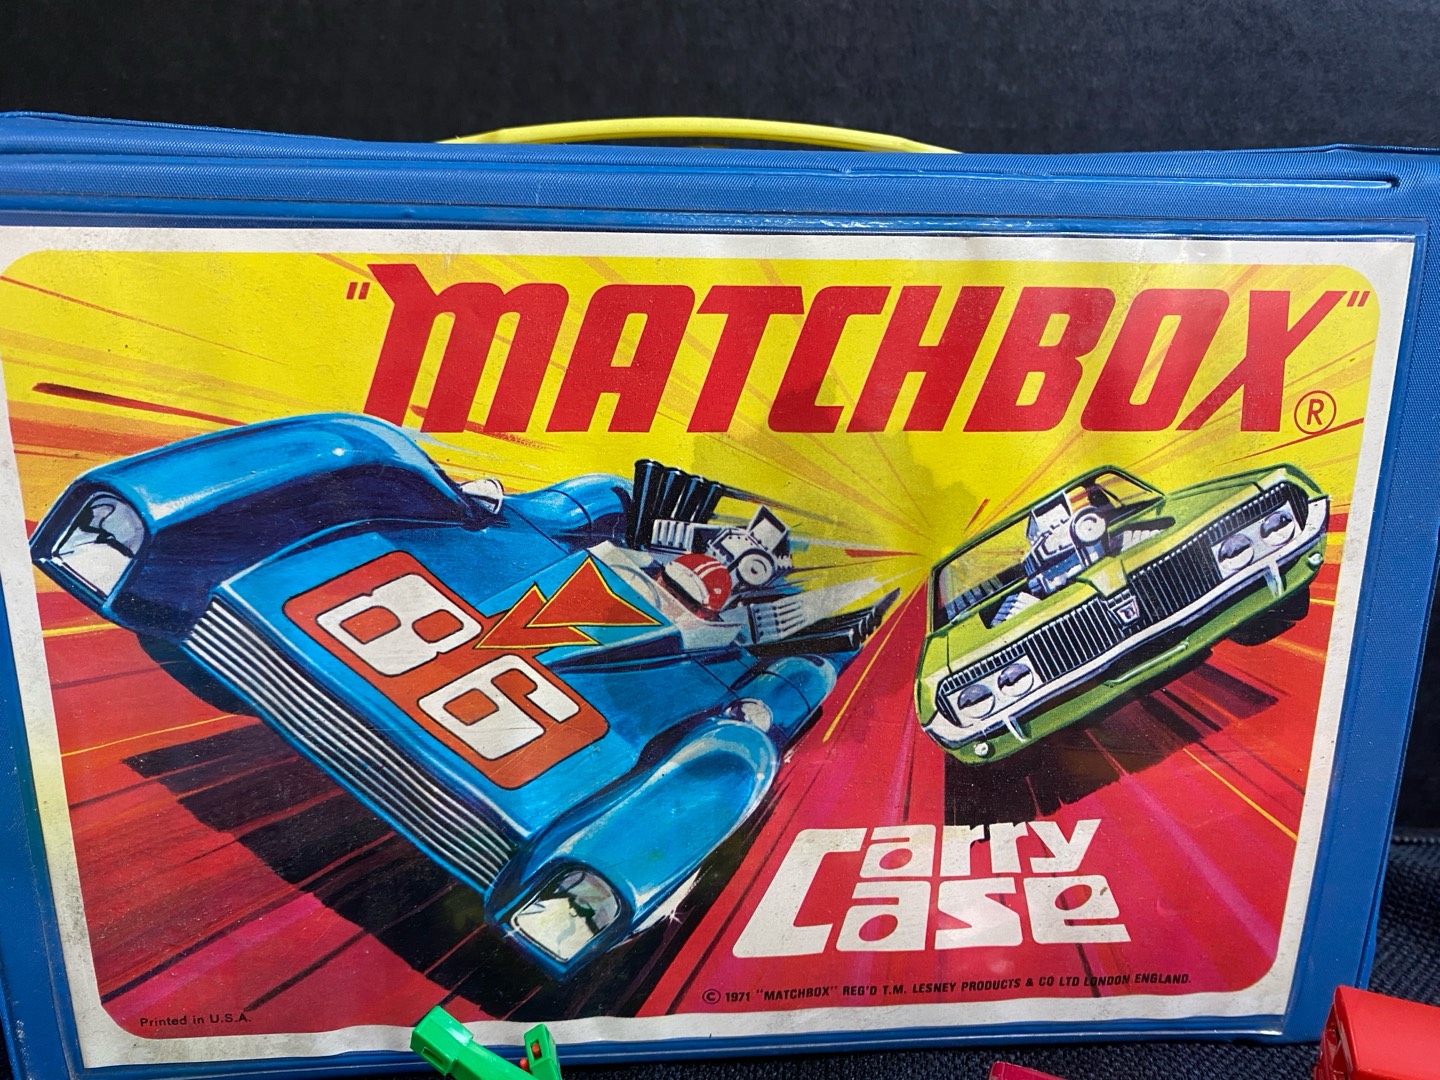 "MATCHBOX"®
86
Carry
Case
© 1971 "MATCHBOX" REG'D T.M. LESNEY PRODUCTS & CO LTD LONDON ENGLAND.
Printed in U.S.A.